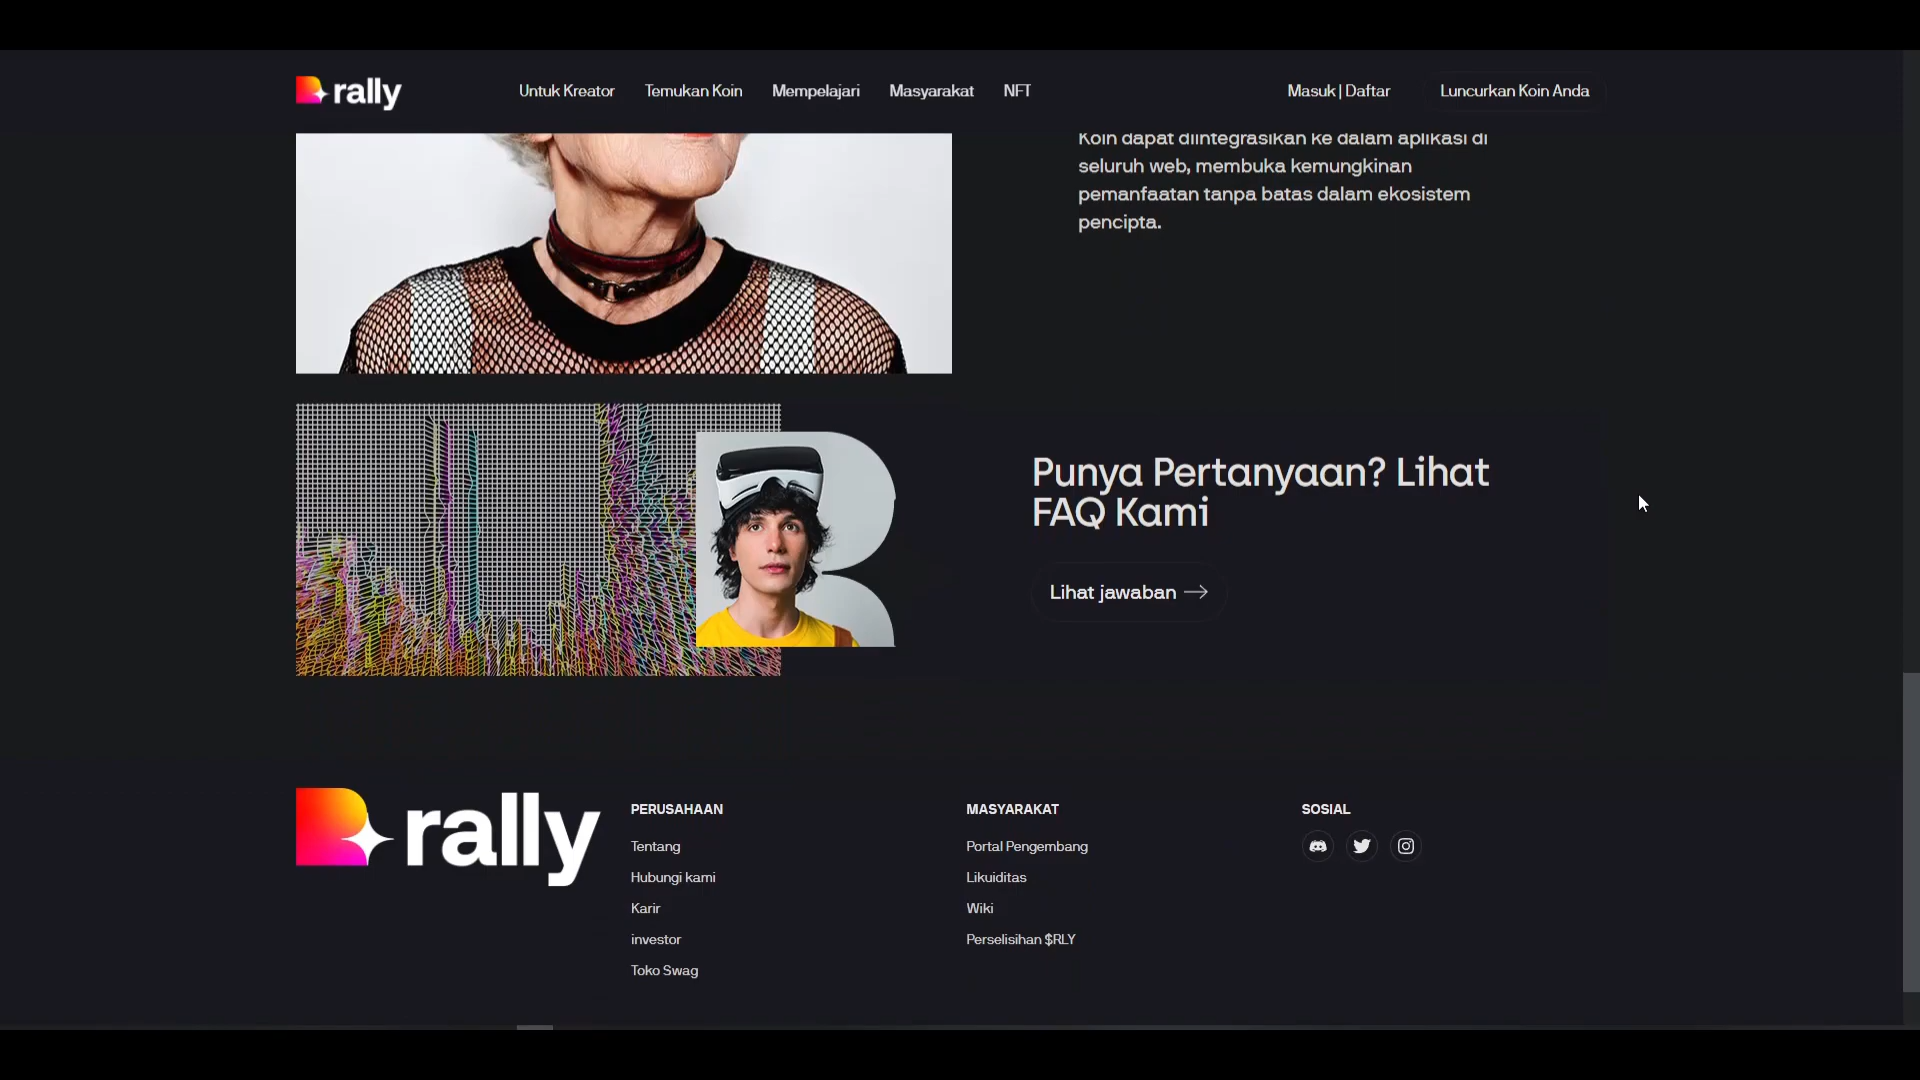 rally
Untuk Kreator
Temukan Koin
Mempelajari
Masyarakat
NFT
Masuk | Daftar
Luncurkan Koin Anda
Koin dapat diintegrasikan ke dalam aplikasi di
seluruh web, membuka kemungkinan
pemanfaatan tanpa batas dalam ekosistem
pencipta.
Punya Pertanyaan? Lihat
FAQ Kami
Lihat jawaban
rally
PERUSAHAAN
Tentang
Hubungi kami
Karir
investor
Toko Swag
MASYARAKAT
Portal Pengembang
Likuiditas
Wiki
Perselisihan $RLY
SOSIAL